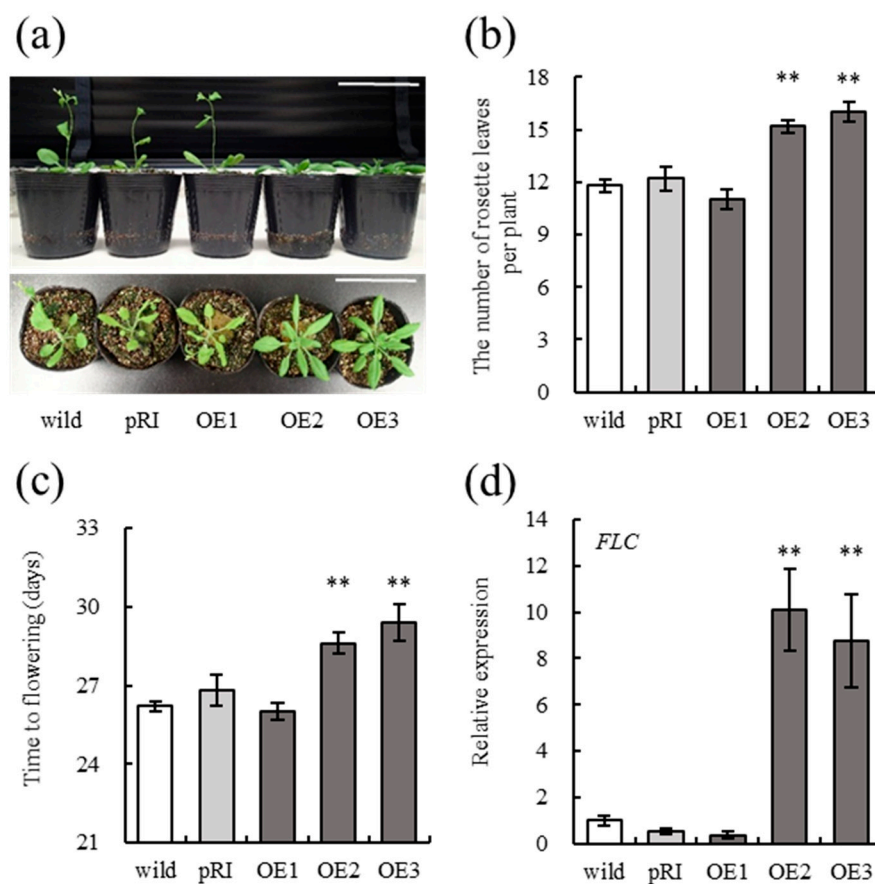 (a)
wild pRI OE1 OE2 OE3
(b)
The number of rosette leaves
per plant
18
15
12
9
6
3
0
** **
wild pRI OE1 OE2 OE3
(c)
Time to flowering (days)
33
30
27
24
21
** **
wild pRI OE1 OE2 OE3
(d)
Relative expression
14
12
10
8
6
4
2
0
FLC
** **
wild pRI OE1 OE2 OE3